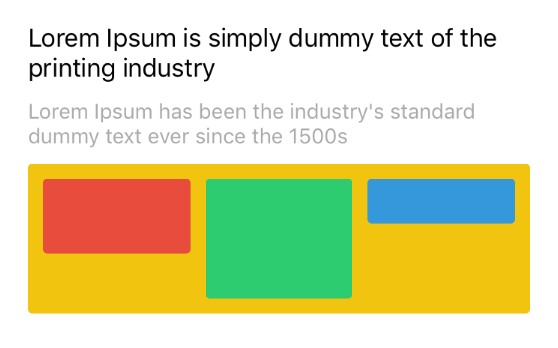 Lorem Ipsum is simply dummy text of the
printing industry
Lorem Ipsum has been the industry's standard
dummy text ever since the 1500s